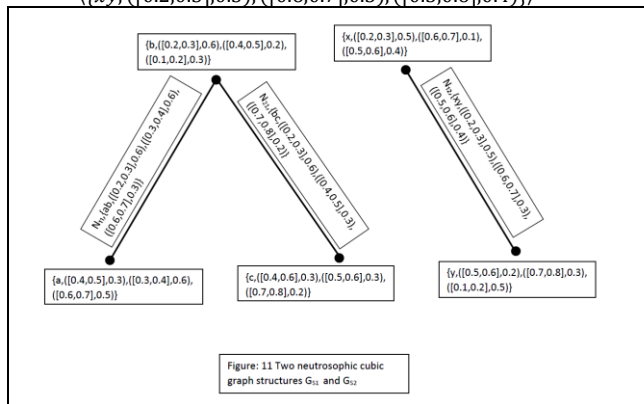 {b,([0.2,0.3],0.6),([0.4,0.5],0.2),
([0.1,0.2],0.3)}
{x,([0.2,0.3],0.5),([0.6,0.7],0.1),
([0.5,0.6],0.4)}
N₁₁,{ab,([0.2,0.3],0.6),([0.3,0.4],0.6),
([0.6,0.7],0.3)}
N₂₁,{bc,([0.2,0.3],0.6),([0.4,0.5],0.3),
([0.7,0.8],0.2)}
N₁₂,{xy,([0.2,0.3],0.5),([0.6,0.7],0.3),
([0.5,0.6],0.4)}
{a,([0.4,0.5],0.3),([0.3,0.4],0.6),
([0.6,0.7],0.5)}
{c,([0.4,0.6],0.3),([0.5,0.6],0.3),
([0.7,0.8],0.2)}
{y,([0.5,0.6],0.2),([0.7,0.8],0.3),
([0.1,0.2],0.5)}
Figure: 11 Two neutrosophic cubic
graph structures G_S1 and G_S2